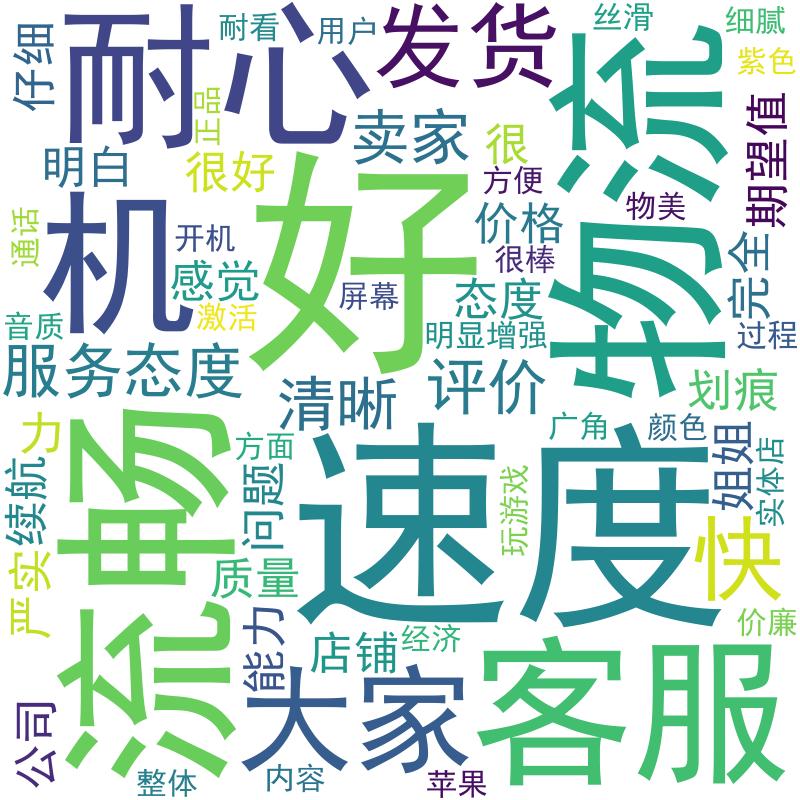 耐心
耐看
用户
发货
物流
丝滑
细腻
紫色
仔细
正品
明白
很好
卖家
很
方便
期望值
机
好
物美
价格
很棒
通话
开机
感觉
屏幕
态度
完全
音质
激活
明显增强
过程
服务态度
清晰
评价
划痕
流畅
力
方面
速度
广角
颜色
姐姐
实体店
续航
问题
玩游戏
快
严实
质量
能力
店铺
经济
客服
价廉
大家
公司
整体
内容
苹果